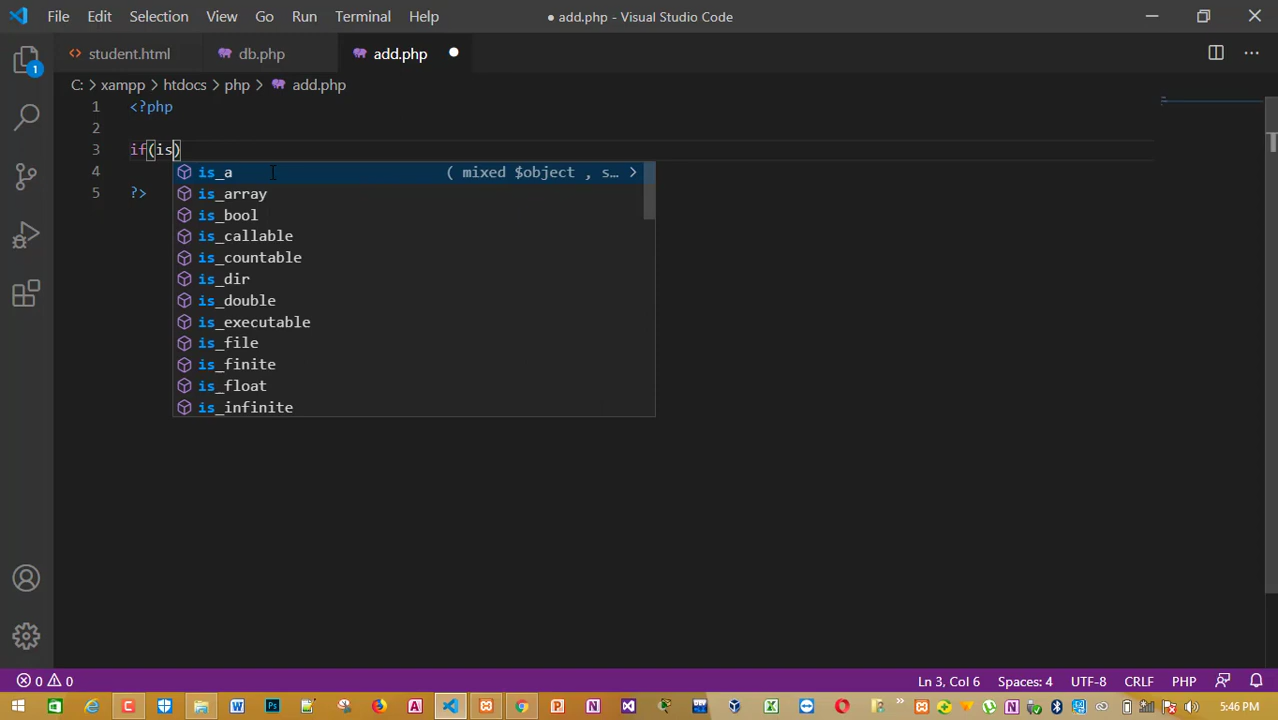 File Edit Selection View Go Run Terminal Help ● add.php - Visual Studio Code
student.html db.php add.php
C: > xampp > htdocs > php > add.php
1 <?php
2
3 if(is)
4 is_a ( mixed $object , s…
is_array
5 ?>
is_bool
is_callable
is_countable
is_dir
is_double
is_executable
is_file
is_finite
is_float
is_infinite
1
0 0 Ln 3, Col 6 Spaces: 4 UTF-8 CRLF PHP
5:46 PM